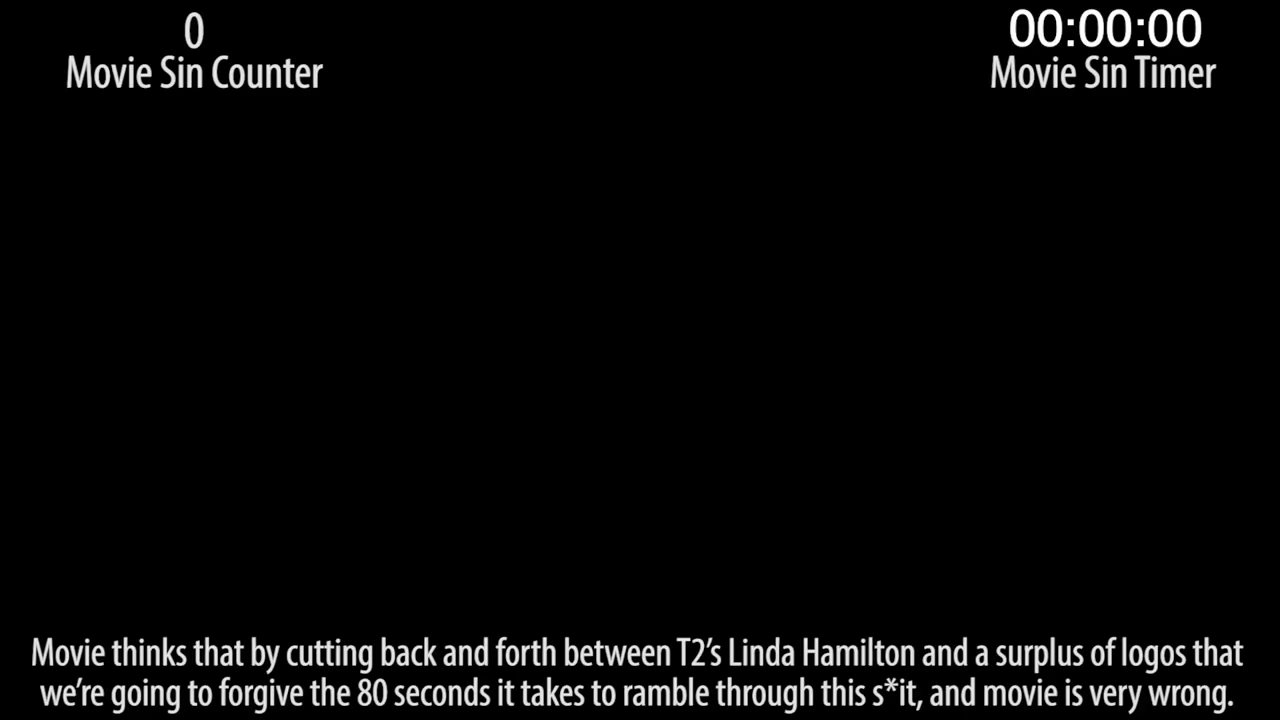 0
Movie Sin Counter
00:00:00
Movie Sin Timer
Movie thinks that by cutting back and forth between T2’s Linda Hamilton and a surplus of logos that
we’re going to forgive the 80 seconds it takes to ramble through this s*it, and movie is very wrong.